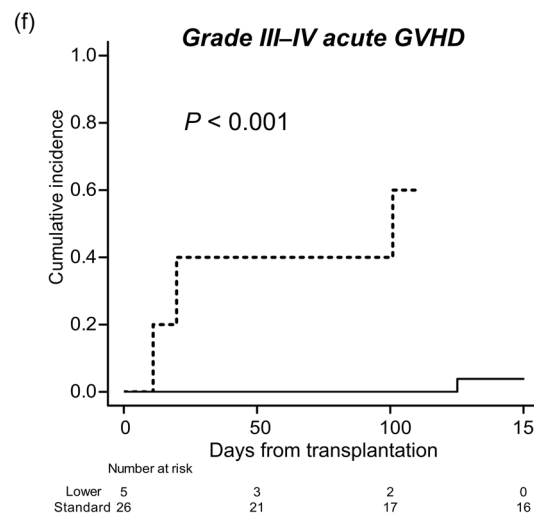 (f)
Grade III–IV acute GVHD
P < 0.001
Cumulative incidence
1.0
0.8
0.6
0.4
0.2
0.0
0 50 100 15
Days from transplantation
Number at risk
Lower 5 3 2 0
Standard 26 21 17 16